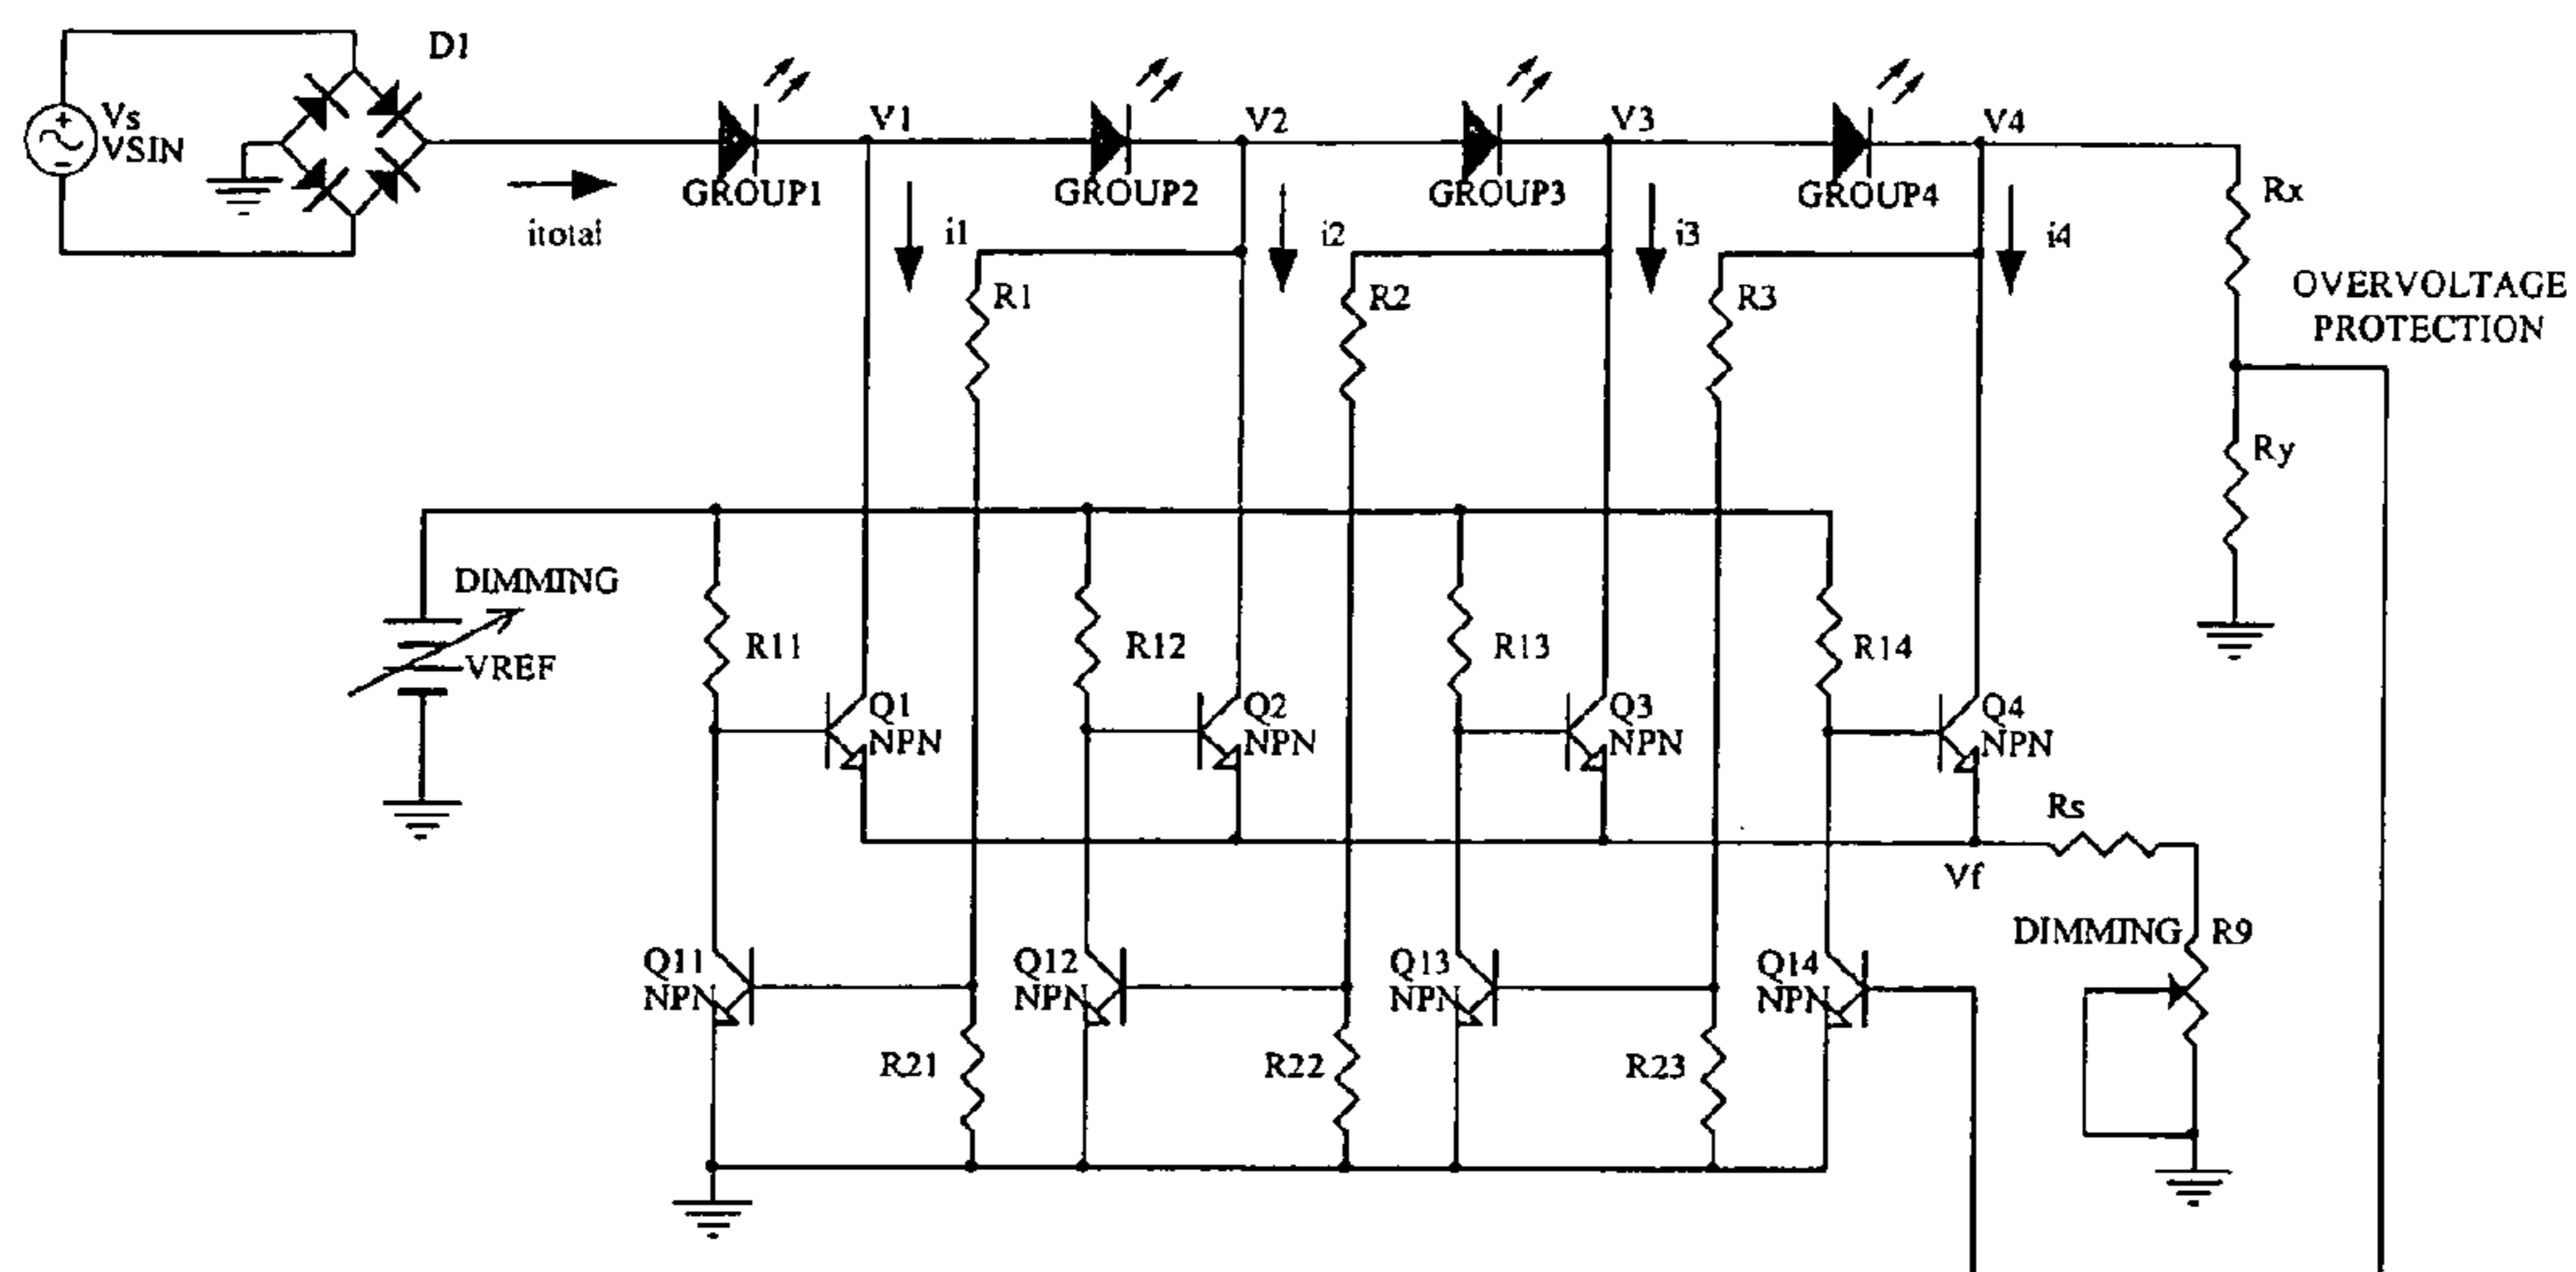 D1
Vs
VSIN
+
-
itotal
GROUP1
V1
GROUP2
V2
GROUP3
V3
GROUP4
V4
i1
i2
i3
i4
R1
R2
R3
Rx
OVERVOLTAGE
PROTECTION
Ry
DIMMING
VREF
R11
R12
R13
R14
Q1
NPN
Q2
NPN
Q3
NPN
Q4
NPN
Rs
Vf
DIMMING
R9
Q11
NPN
Q12
NPN
Q13
NPN
Q14
NPN
R21
R22
R23